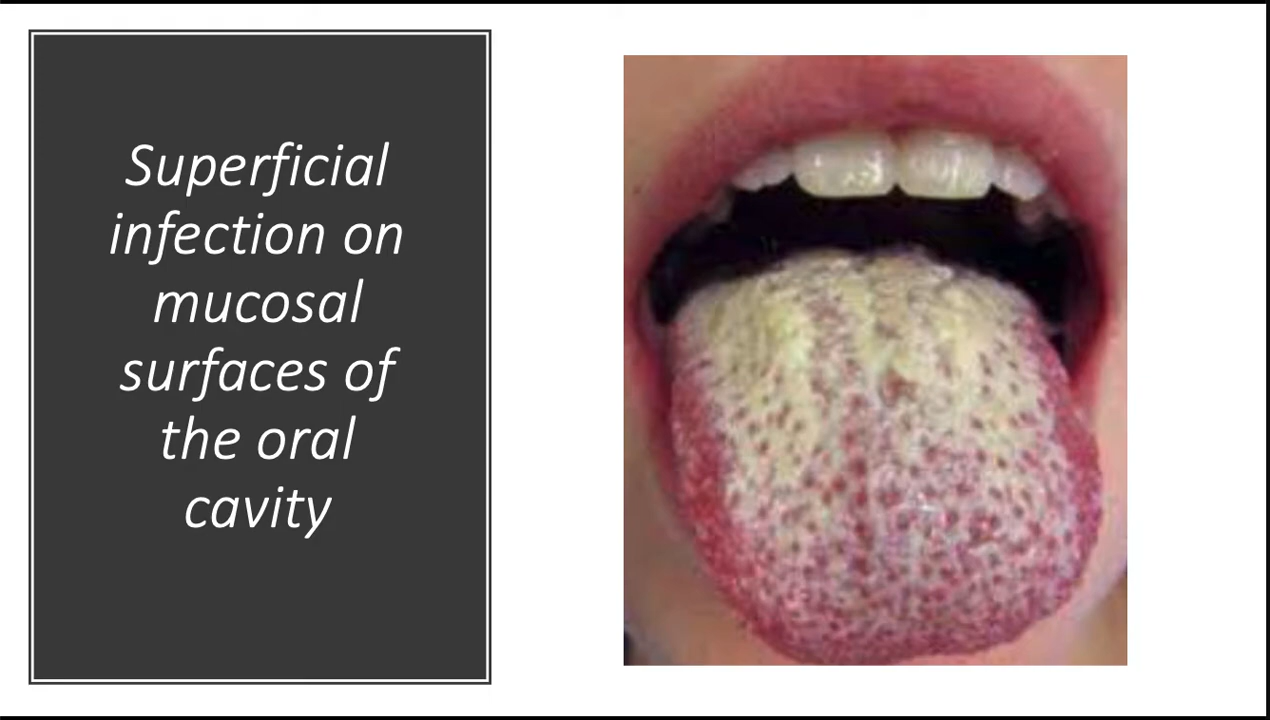 Superficial
infection on
mucosal
surfaces of
the oral
cavity